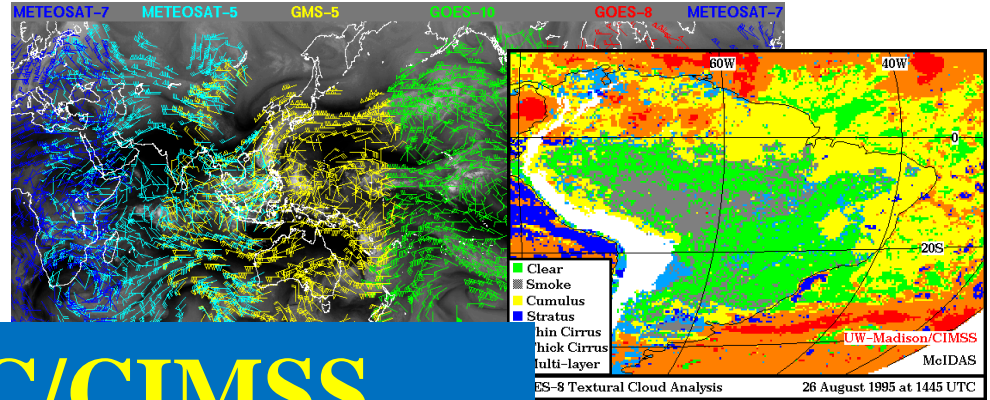 METEOSAT-7 METEOSAT-5 GMS-5 GOES-10 GOES-8 METEOSAT-7
60W 40W
0
20S
Clear
Smoke
Cumulus
Stratus
hin Cirrus
hick Cirrus
ulti-layer
UW-Madison/CIMSS
McIDAS
ES-8 Textural Cloud Analysis 26 August 1995 at 1445 UTC
C/CIMSS